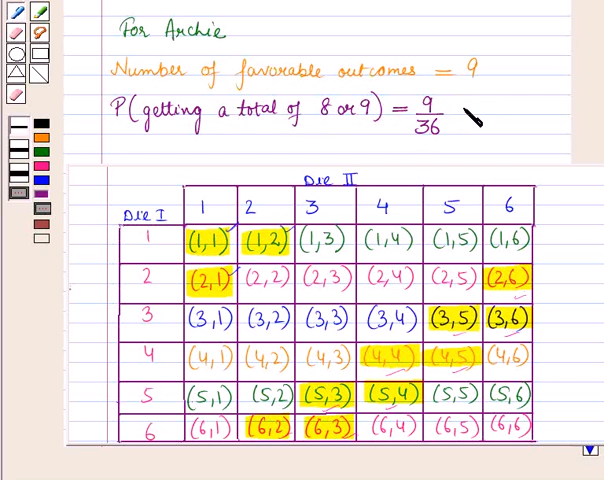 For Archie
Number of favorable outcomes = 9
P(getting a total of 8 or 9) = 9/36
Die II
Die I 1 2 3 4 5 6
1 (1,1) (1,2) (1,3) (1,4) (1,5) (1,6)
2 (2,1) (2,2) (2,3) (2,4) (2,5) (2,6)
3 (3,1) (3,2) (3,3) (3,4) (3,5) (3,6)
4 (4,1) (4,2) (4,3) (4,4) (4,5) (4,6)
5 (5,1) (5,2) (5,3) (5,4) (5,5) (5,6)
6 (6,1) (6,2) (6,3) (6,4) (6,5) (6,6)